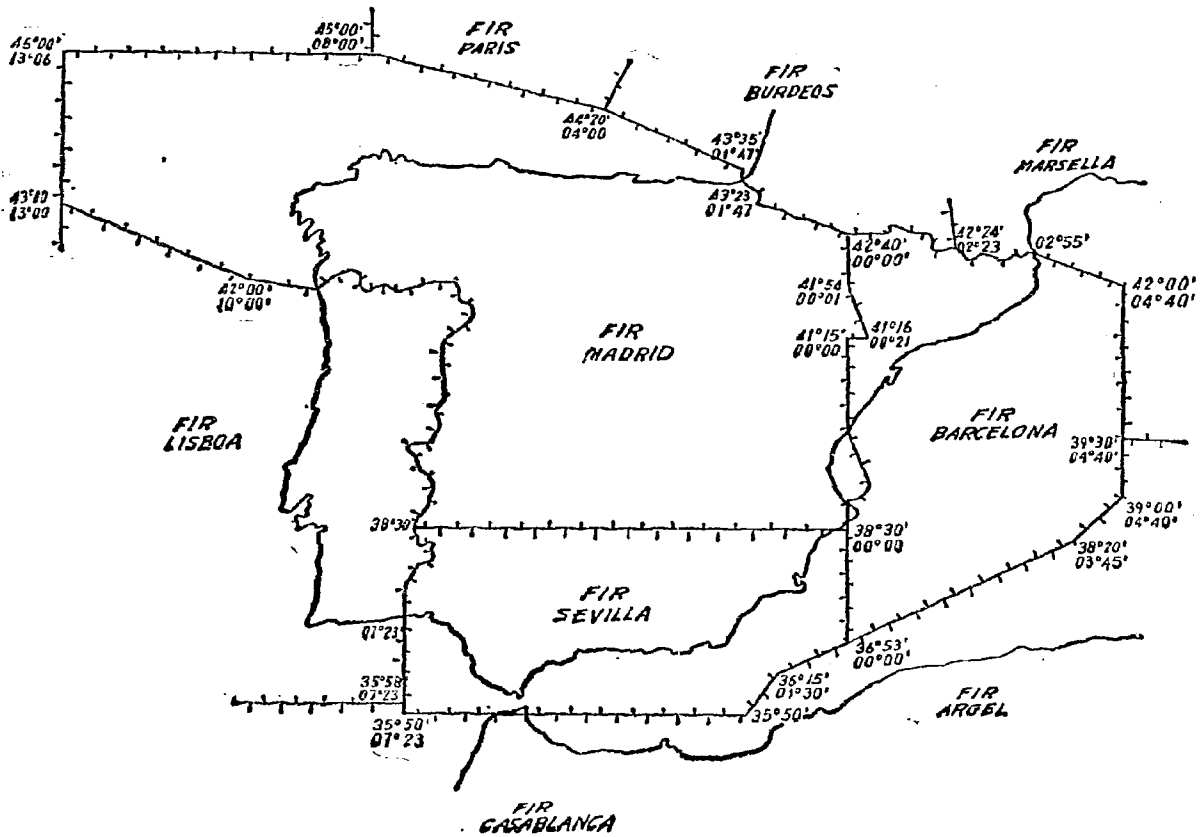 45°00'
13°06
45°00'
08°00'
FIR
PARIS
44°20'
04°00
FIR
BURDEOS
43°35'
01°47'
43°23
01°47
FIR
MARSELLA
43°10
13°00
42°00'
10°00'
42°40'
00°00'
42°24'
02°23
02°55'
42°00'
04°40'
41°54
00°01
41°15'
00°00
41°16
00°21
FIR
MADRID
FIR
LISBOA
FIR
BARCELONA
39°30'
04°40'
39°00'
04°40'
38°20'
03°45'
38°30'
38°30'
00°00
FIR
SEVILLA
07°23'
36°53'
00°00'
36°15'
01°30'
35°58'
07°23
35°50'
07°23
35°50'
FIR
ARGEL
FIR
CASABLANCA